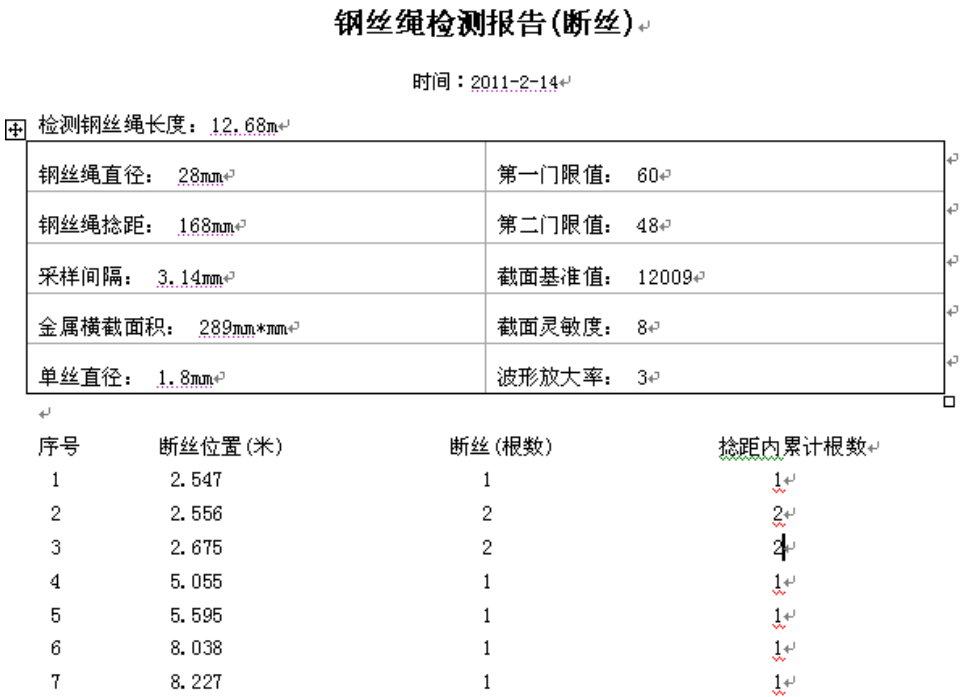 钢丝绳检测报告(断丝)
时间：2011-2-14
检测钢丝绳长度： 12.68m
钢丝绳直径： 28mm 第一门限值： 60
钢丝绳捻距： 168mm 第二门限值： 48
采样间隔： 3.14mm 截面基准值： 12009
金属横截面积： 289mm*mm 截面灵敏度： 8
单丝直径： 1.8mm 波形放大率： 3
序号 断丝位置(米) 断丝(根数) 捻距内累计根数
1 2.547 1 1
2 2.556 2 2
3 2.675 2 2
4 5.055 1 1
5 5.595 1 1
6 8.038 1 1
7 8.227 1 1